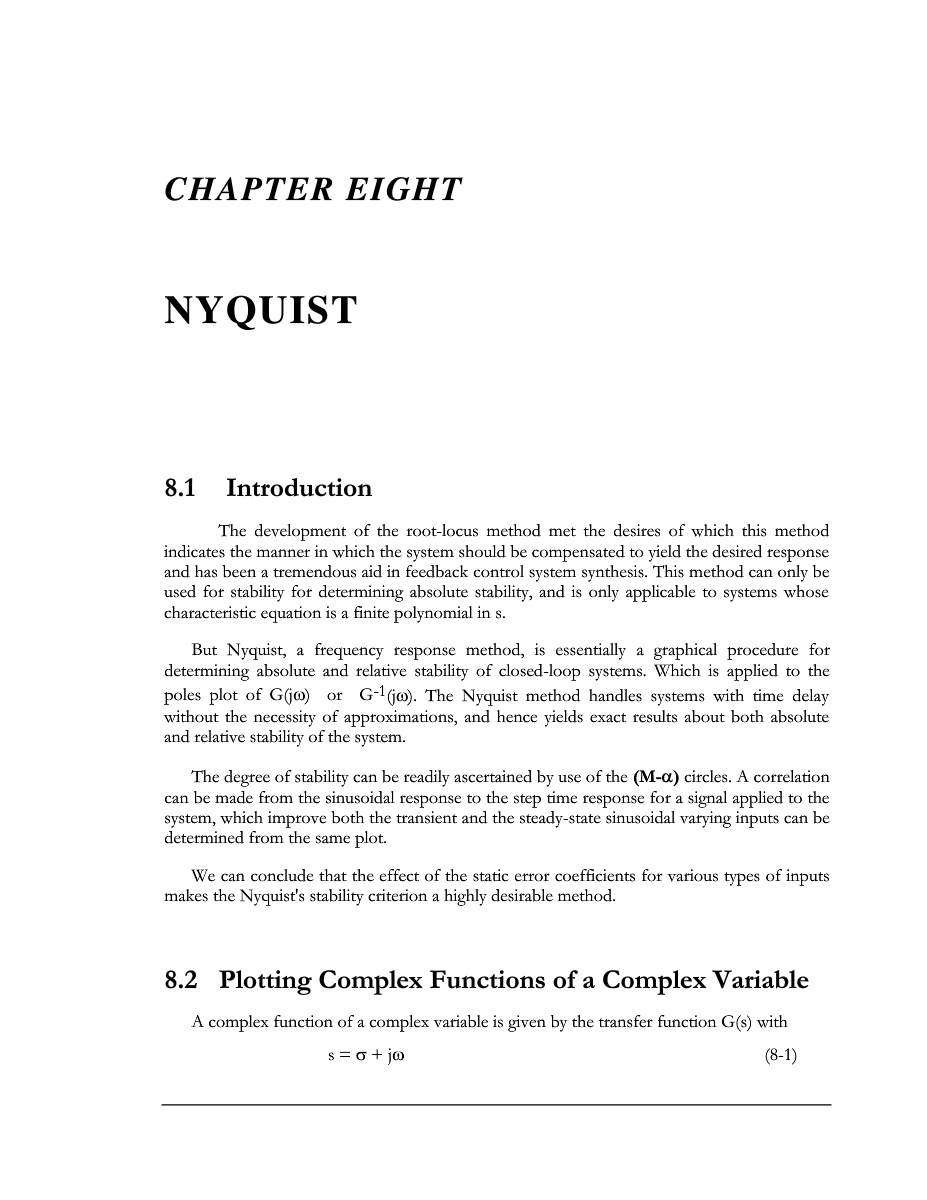 CHAPTER EIGHT
NYQUIST
8.1 Introduction
The development of the root-locus method met the desires of which this method
indicates the manner in which the system should be compensated to yield the desired response
and has been a tremendous aid in feedback control system synthesis. This method can only be
used for stability for determining absolute stability, and is only applicable to systems whose
characteristic equation is a finite polynomial in s.
But Nyquist, a frequency response method, is essentially a graphical procedure for
determining absolute and relative stability of closed-loop systems. Which is applied to the
poles plot of G(jω) or G⁻¹(jω). The Nyquist method handles systems with time delay
without the necessity of approximations, and hence yields exact results about both absolute
and relative stability of the system.
The degree of stability can be readily ascertained by use of the (M-α) circles. A correlation
can be made from the sinusoidal response to the step time response for a signal applied to the
system, which improve both the transient and the steady-state sinusoidal varying inputs can be
determined from the same plot.
We can conclude that the effect of the static error coefficients for various types of inputs
makes the Nyquist's stability criterion a highly desirable method.
8.2 Plotting Complex Functions of a Complex Variable
A complex function of a complex variable is given by the transfer function G(s) with
s = σ + jω (8-1)